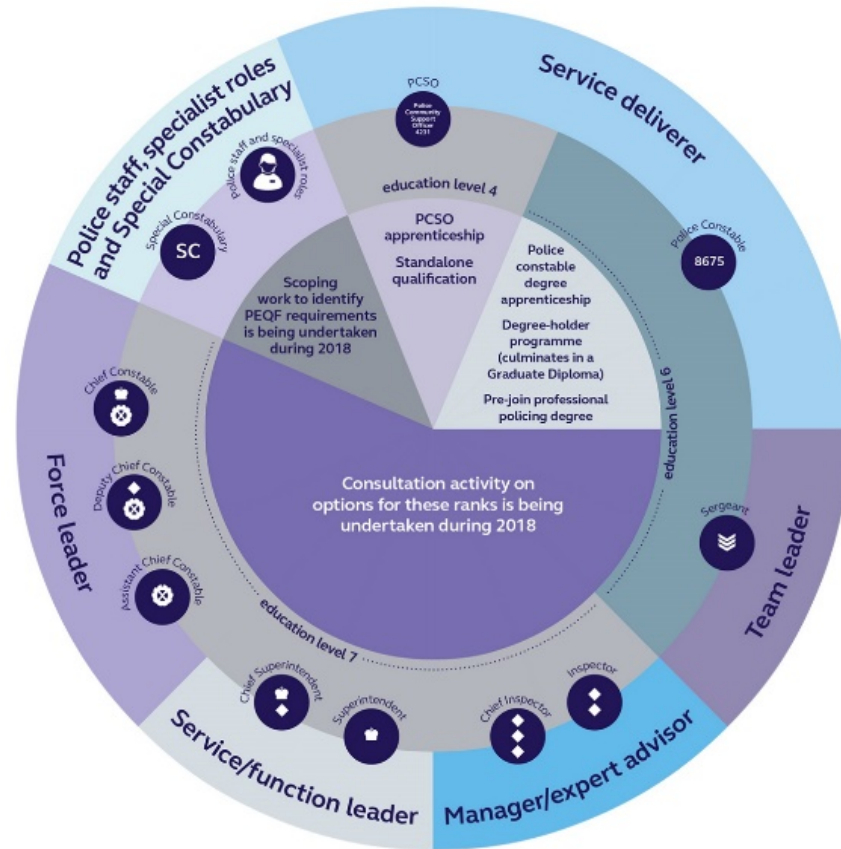 Police staff, specialist roles
and Special Constabulary
Service deliverer
Team leader
Manager/expert advisor
Service/function leader
Force leader
Special Constabulary
SC
Police staff and specialist roles
PCSO
Police
Community
Support
Officer
4231
Police Constable
8675
Sergeant
Inspector
Chief Inspector
Superintendent
Chief Superintendent
Assistant Chief Constable
Deputy Chief Constable
Chief Constable
education level 4
education level 6
education level 7
Scoping
work to identify
PEQF requirements
is being undertaken
during 2018
PCSO
apprenticeship
Standalone
qualification
Police
constable
degree
apprenticeship
Degree-holder
programme
(culminates in a
Graduate Diploma)
Pre-join professional
policing degree
Consultation activity on
options for these ranks is being
undertaken during 2018